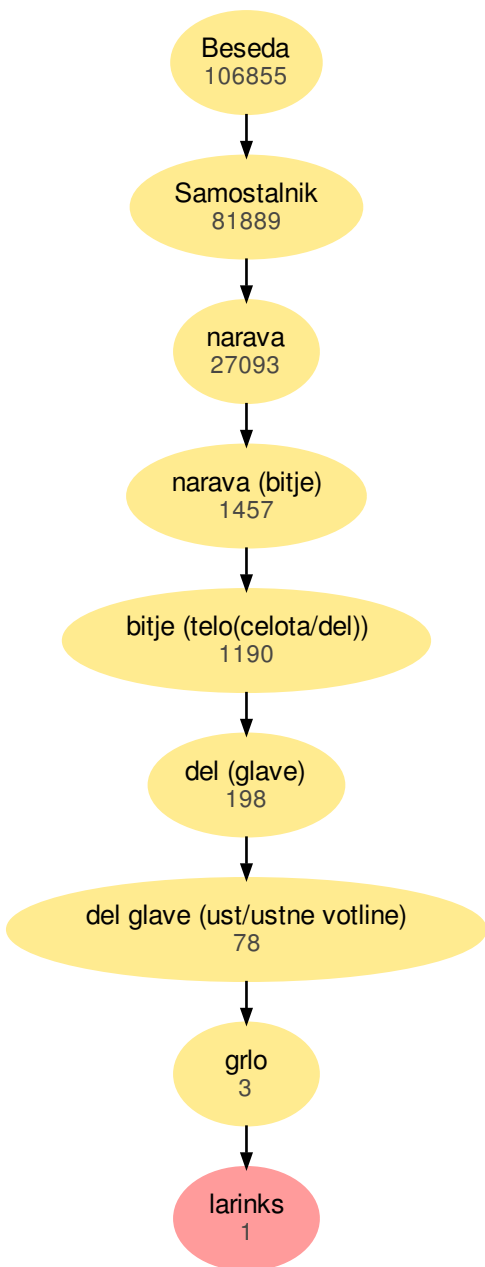 Beseda
106855
Samostalnik
81889
narava
27093
narava (bitje)
1457
bitje (telo(celota/del))
1190
del (glave)
198
del glave (ust/ustne votline)
78
grlo
3
larinks
1